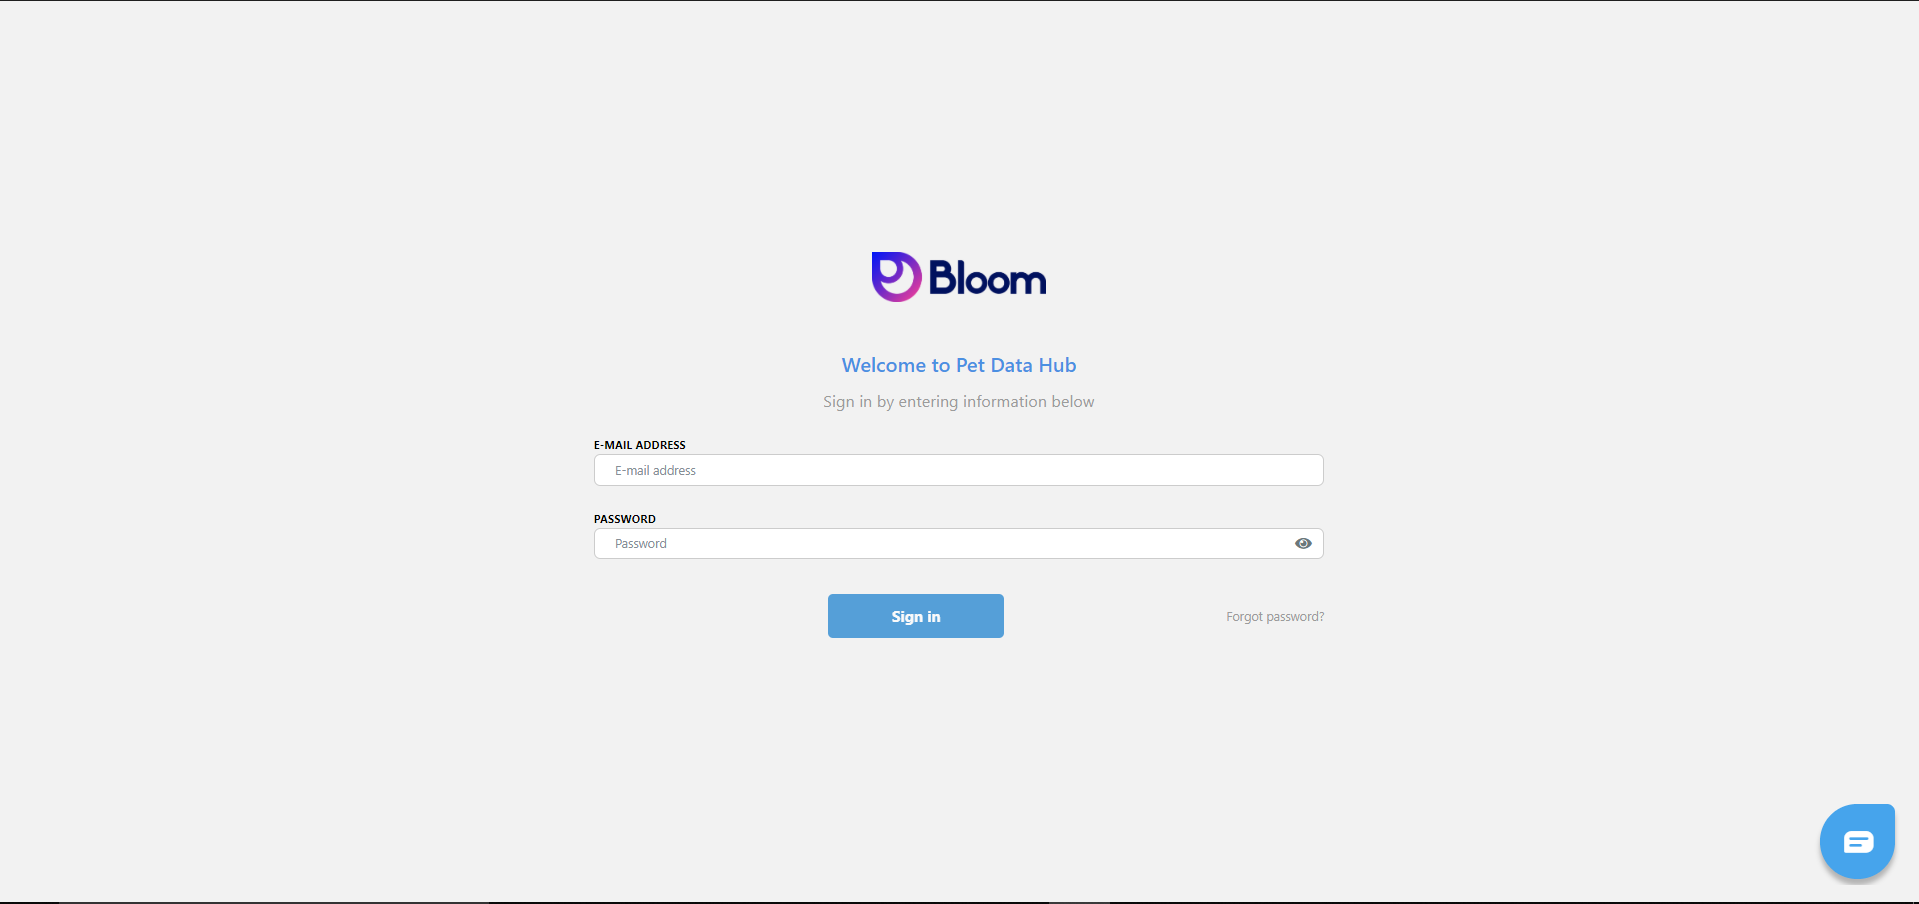 Bloom
Welcome to Pet Data Hub
Sign in by entering information below
E-MAIL ADDRESS
E-mail address
PASSWORD
Password
Sign in
Forgot password?